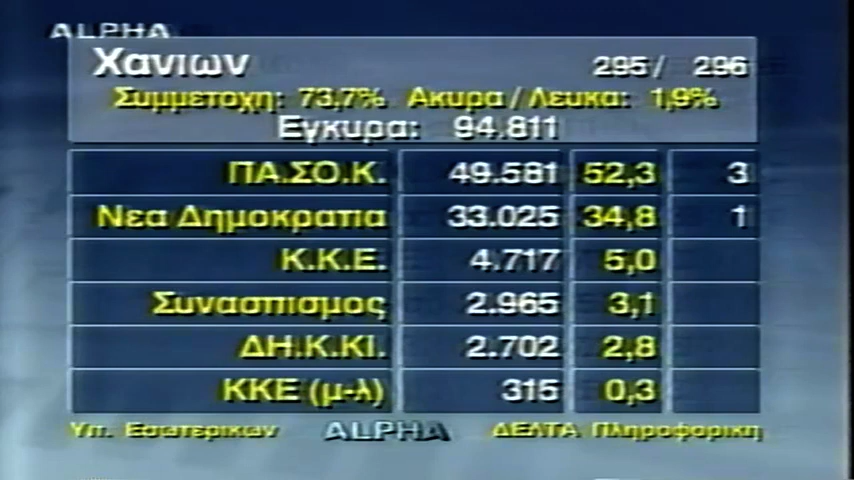 ALPHA
Χανιων 295 / 296
Συμμετοχη: 73,7% Ακυρα / Λευκα: 1,9%
Εγκυρα: 94.811
ΠΑ.ΣΟ.Κ. 49.581 52,3 3
Νεα Δημοκρατια 33.025 34,8 1
Κ.Κ.Ε. 4.717 5,0
Συνασπισμος 2.965 3,1
ΔΗ.Κ.ΚΙ. 2.702 2,8
ΚΚΕ (μ-λ) 315 0,3
Υπ. Εσωτερικων ALPHA ΔΕΛΤΑ Πληροφορικη